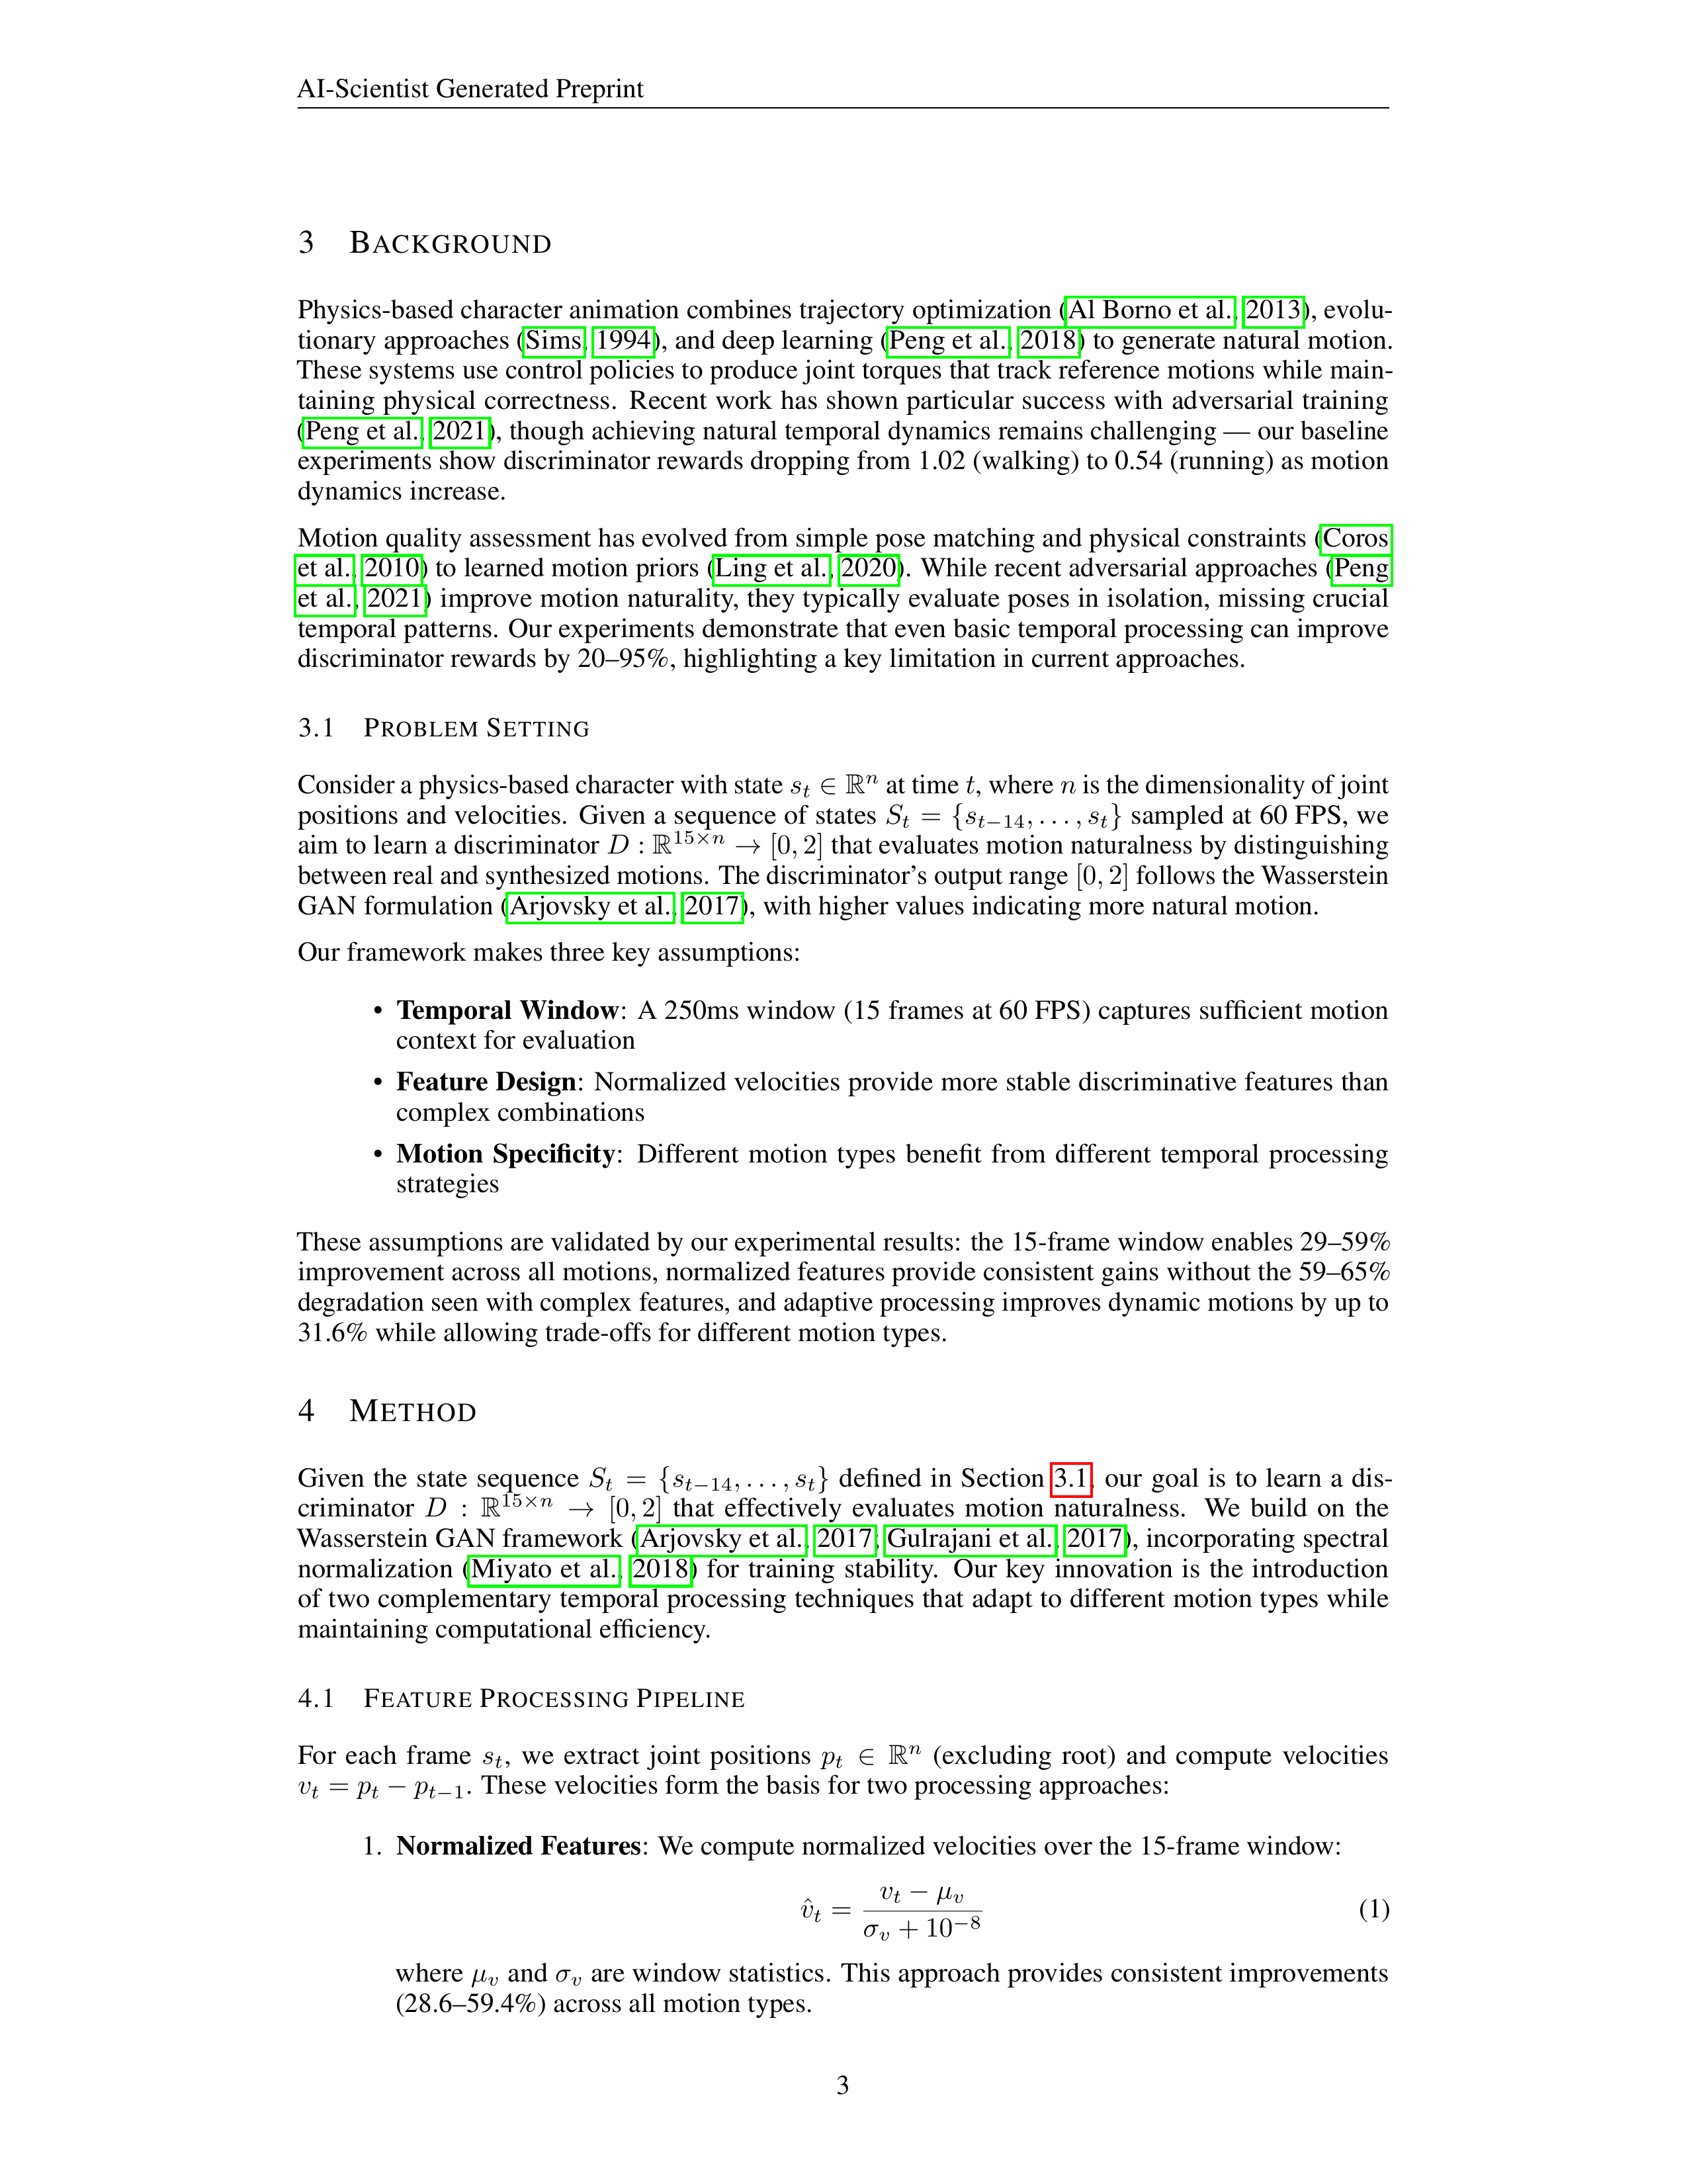 AI-Scientist Generated Preprint
3 BACKGROUND
Physics-based character animation combines trajectory optimization (Al Borno et al., 2013), evolu-
tionary approaches (Sims, 1994), and deep learning (Peng et al., 2018) to generate natural motion.
These systems use control policies to produce joint torques that track reference motions while main-
taining physical correctness. Recent work has shown particular success with adversarial training
(Peng et al., 2021), though achieving natural temporal dynamics remains challenging — our baseline
experiments show discriminator rewards dropping from 1.02 (walking) to 0.54 (running) as motion
dynamics increase.
Motion quality assessment has evolved from simple pose matching and physical constraints (Coros
et al., 2010) to learned motion priors (Ling et al., 2020). While recent adversarial approaches (Peng
et al., 2021) improve motion naturality, they typically evaluate poses in isolation, missing crucial
temporal patterns. Our experiments demonstrate that even basic temporal processing can improve
discriminator rewards by 20–95%, highlighting a key limitation in current approaches.
3.1 PROBLEM SETTING
Consider a physics-based character with state $s_t \in \mathbb{R}^n$ at time $t$, where $n$ is the dimensionality of joint
positions and velocities. Given a sequence of states $S_t = \{s_{t-14}, \ldots, s_t\}$ sampled at 60 FPS, we
aim to learn a discriminator $D : \mathbb{R}^{15 \times n} \rightarrow [0, 2]$ that evaluates motion naturalness by distinguishing
between real and synthesized motions. The discriminator's output range $[0, 2]$ follows the Wasserstein
GAN formulation (Arjovsky et al., 2017), with higher values indicating more natural motion.
Our framework makes three key assumptions:
• Temporal Window: A 250ms window (15 frames at 60 FPS) captures sufficient motion
context for evaluation
• Feature Design: Normalized velocities provide more stable discriminative features than
complex combinations
• Motion Specificity: Different motion types benefit from different temporal processing
strategies
These assumptions are validated by our experimental results: the 15-frame window enables 29–59%
improvement across all motions, normalized features provide consistent gains without the 59–65%
degradation seen with complex features, and adaptive processing improves dynamic motions by up to
31.6% while allowing trade-offs for different motion types.
4 METHOD
Given the state sequence $S_t = \{s_{t-14}, \ldots, s_t\}$ defined in Section 3.1, our goal is to learn a dis-
criminator $D : \mathbb{R}^{15 \times n} \rightarrow [0, 2]$ that effectively evaluates motion naturalness. We build on the
Wasserstein GAN framework (Arjovsky et al., 2017; Gulrajani et al., 2017), incorporating spectral
normalization (Miyato et al., 2018) for training stability. Our key innovation is the introduction
of two complementary temporal processing techniques that adapt to different motion types while
maintaining computational efficiency.
4.1 FEATURE PROCESSING PIPELINE
For each frame $s_t$, we extract joint positions $p_t \in \mathbb{R}^n$ (excluding root) and compute velocities
$v_t = p_t - p_{t-1}$. These velocities form the basis for two processing approaches:
1. Normalized Features: We compute normalized velocities over the 15-frame window:
$\hat{v}_t = \frac{v_t - \mu_v}{\sigma_v + 10^{-8}}$ (1)
where $\mu_v$ and $\sigma_v$ are window statistics. This approach provides consistent improvements
(28.6–59.4%) across all motion types.
3